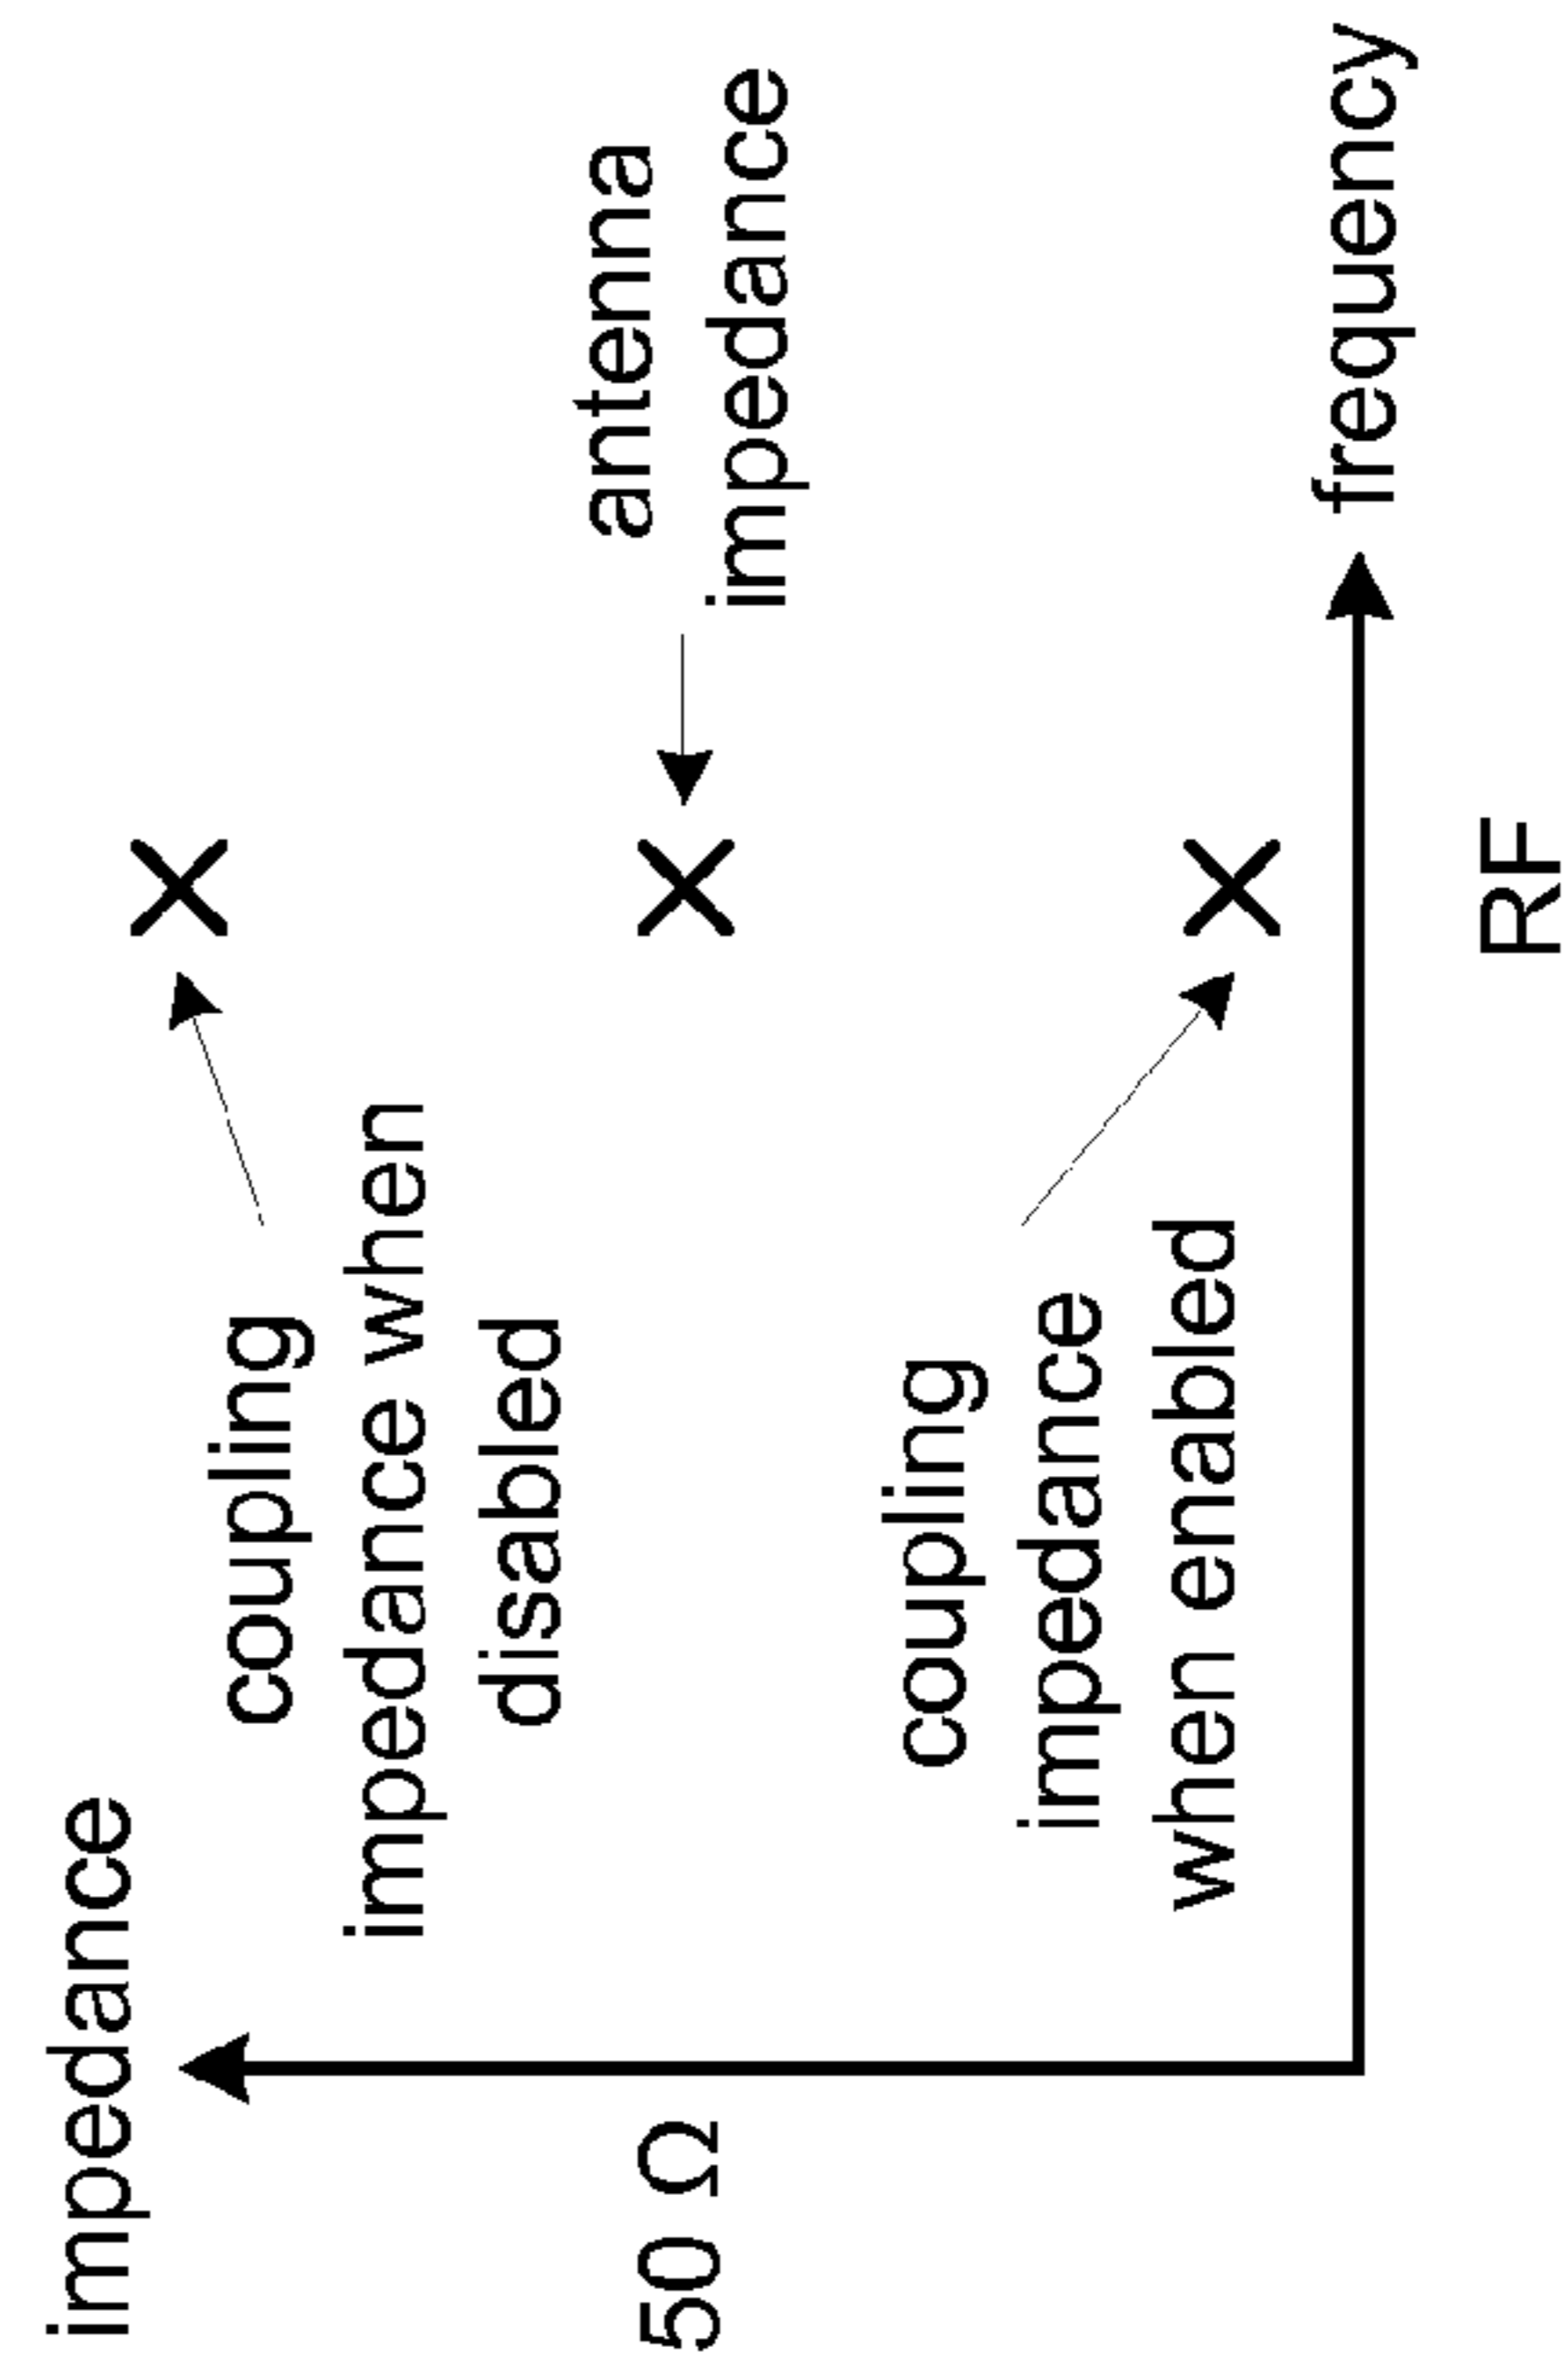 impedance
coupling
impedance when
disabled
antenna
impedance
50 Ω
coupling
impedance
when enabled
frequency
RF